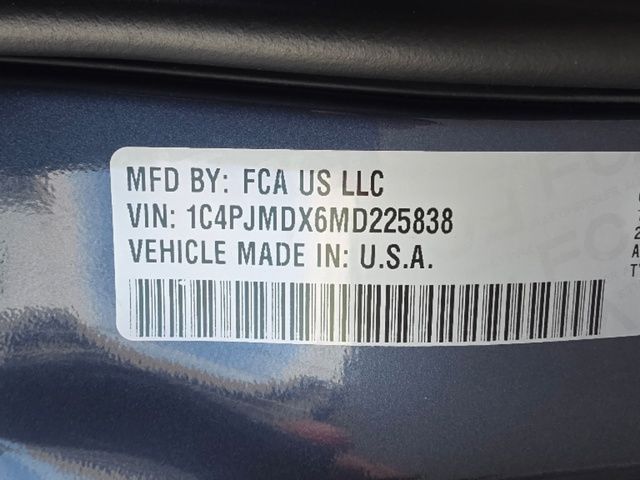 MFD BY: FCA US LLC
VIN: 1C4PJMDX6MD225838
VEHICLE MADE IN: U.S.A.